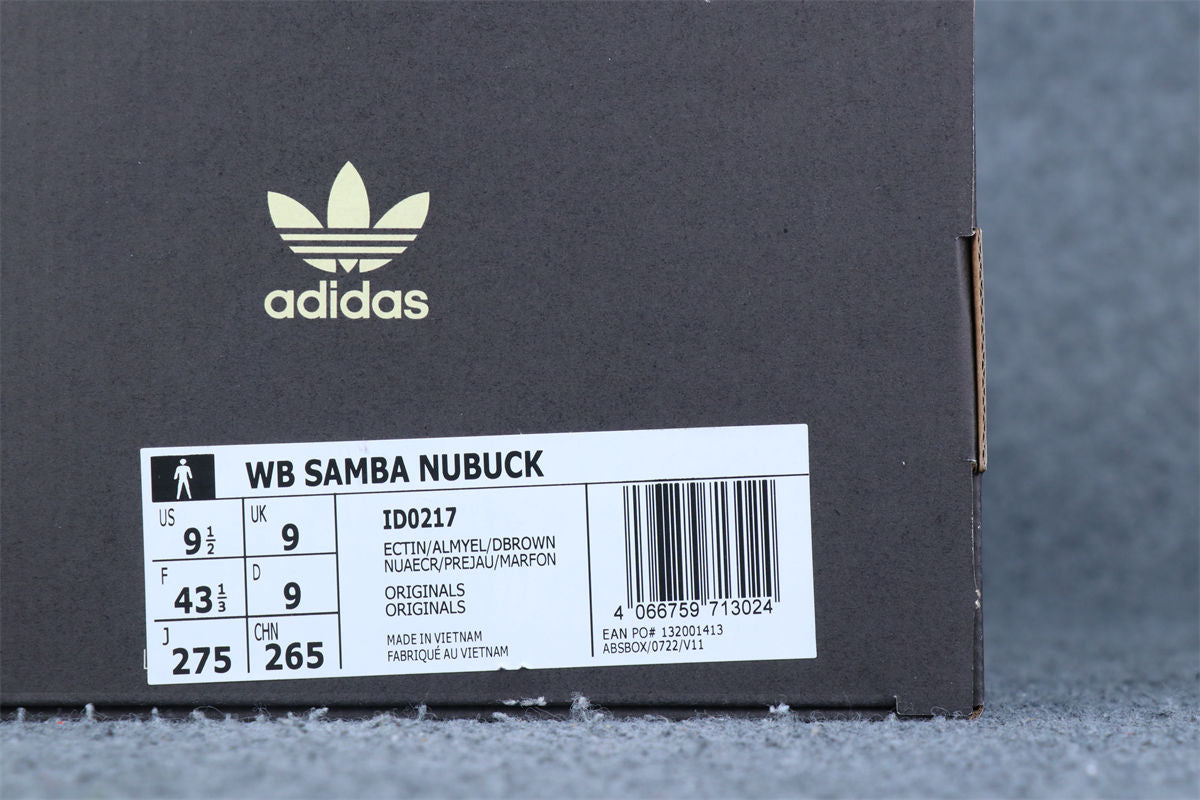 adidas
WB SAMBA NUBUCK
US
9 1/2
UK
9
F
43 1/3
D
9
J
275
CHN
265
ID0217
ECTIN/ALMYEL/DBROWN
NUAECR/PREJAU/MARFON
ORIGINALS
ORIGINALS
MADE IN VIETNAM
FABRIQUÉ AU VIETNAM
4 066759 713024
EAN PO# 132001413
ABSBOX/0722/V11